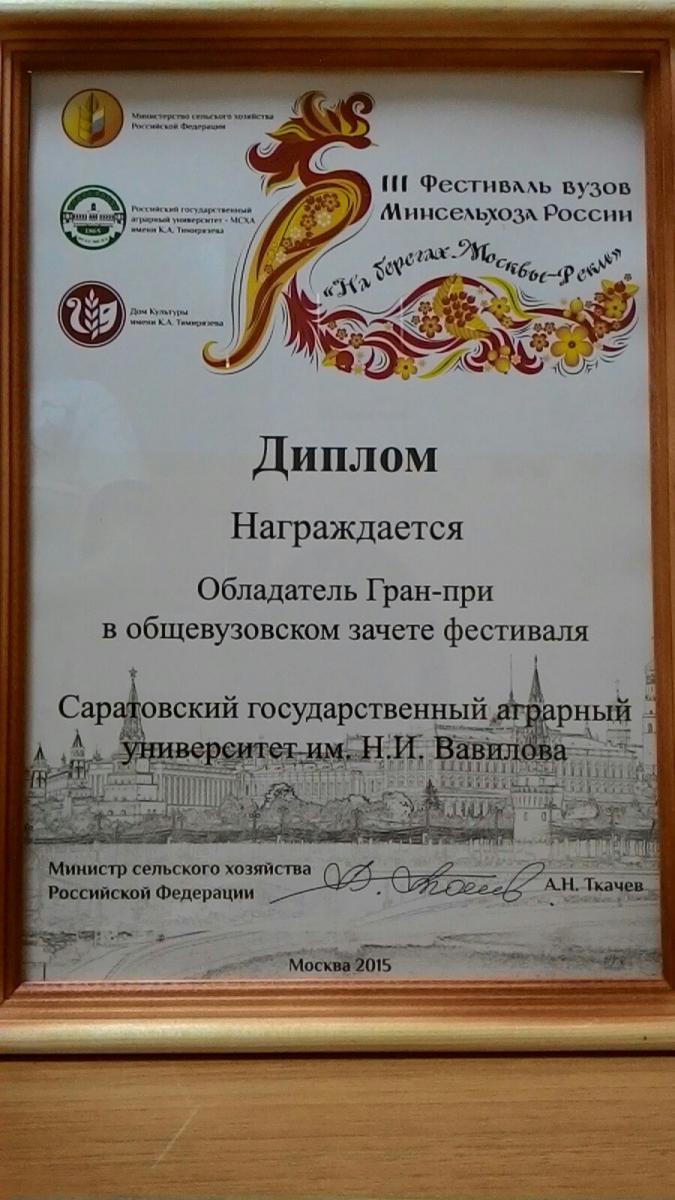 Министерство сельского хозяйства
Российской Федерации
Российский государственный
аграрный университет - МСХА
имени К.А. Тимирязева
1865
Дом Культуры
имени К.А. Тимирязева
III Фестиваль вузов
Минсельхоза России
«На берегах Москвы-Реки»
Диплом
Награждается
Обладатель Гран-при
в общевузовском зачете фестиваля
Саратовский государственный аграрный
университет им. Н.И. Вавилова
Министр сельского хозяйства
Российской Федерации
А.Н. Ткачев
Москва 2015